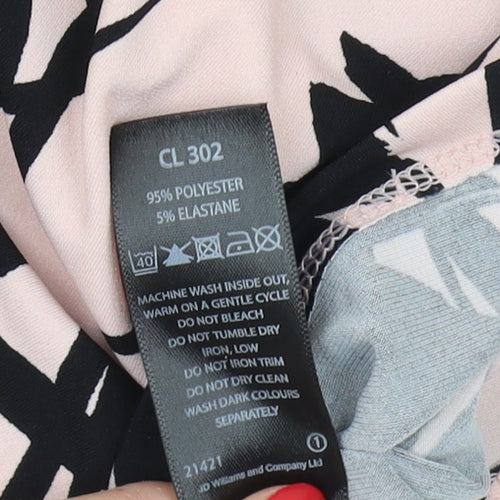 CL 302
95% POLYESTER
5% ELASTANE
40
MACHINE WASH INSIDE OUT,
WARM ON A GENTLE CYCLE
DO NOT BLEACH
DO NOT TUMBLE DRY
IRON, LOW
DO NOT IRON TRIM
DO NOT DRY CLEAN
WASH DARK COLOURS
SEPARATELY
21421
1
JD Williams and Company Ltd